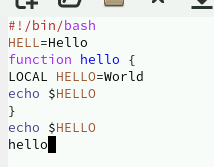 #!/bin/bash
HELL=Hello
function hello {
LOCAL HELLO=World
echo $HELLO
}
echo $HELLO
hello